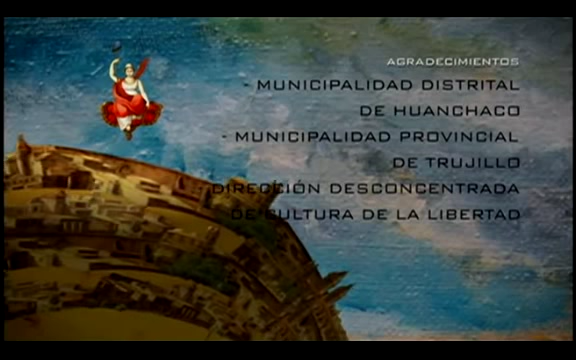 AGRADECIMIENTOS
- MUNICIPALIDAD DISTRITAL
DE HUANCHACO
- MUNICIPALIDAD PROVINCIAL
DE TRUJILLO
- DIRECCIÓN DESCONCENTRADA
DE CULTURA DE LA LIBERTAD